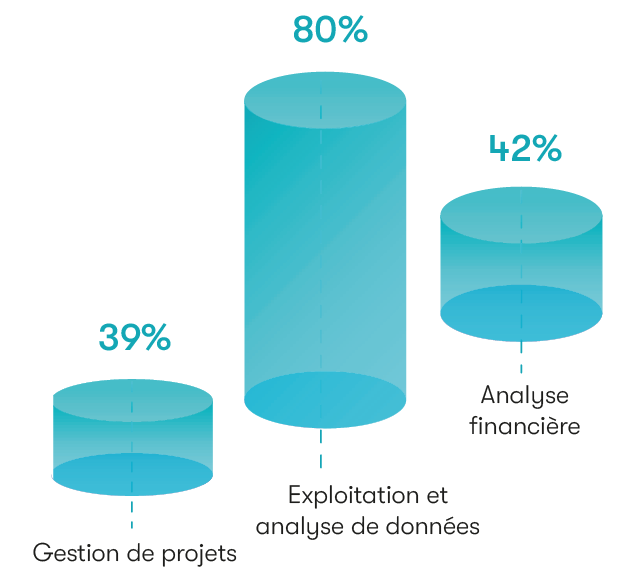 80%
42%
39%
Analyse
financière
Exploitation et
analyse de données
Gestion de projets